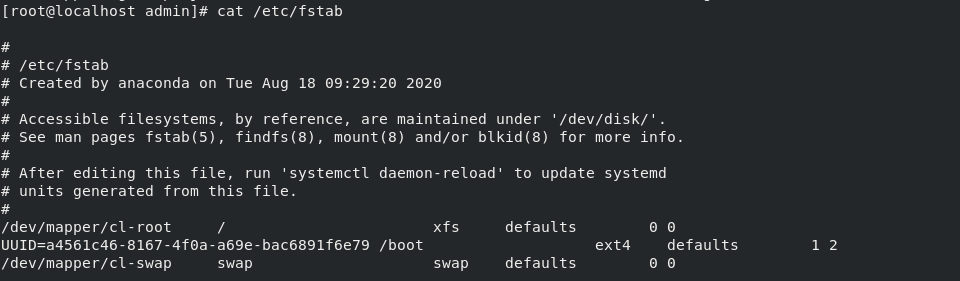 [root@localhost admin]# cat /etc/fstab
#
# /etc/fstab
# Created by anaconda on Tue Aug 18 09:29:20 2020
#
# Accessible filesystems, by reference, are maintained under '/dev/disk/'.
# See man pages fstab(5), findfs(8), mount(8) and/or blkid(8) for more info.
#
# After editing this file, run 'systemctl daemon-reload' to update systemd
# units generated from this file.
#
/dev/mapper/cl-root     /                       xfs     defaults        0 0
UUID=a4561c46-8167-4f0a-a69e-bac6891f6e79 /boot                   ext4    defaults        1 2
/dev/mapper/cl-swap     swap                    swap    defaults        0 0